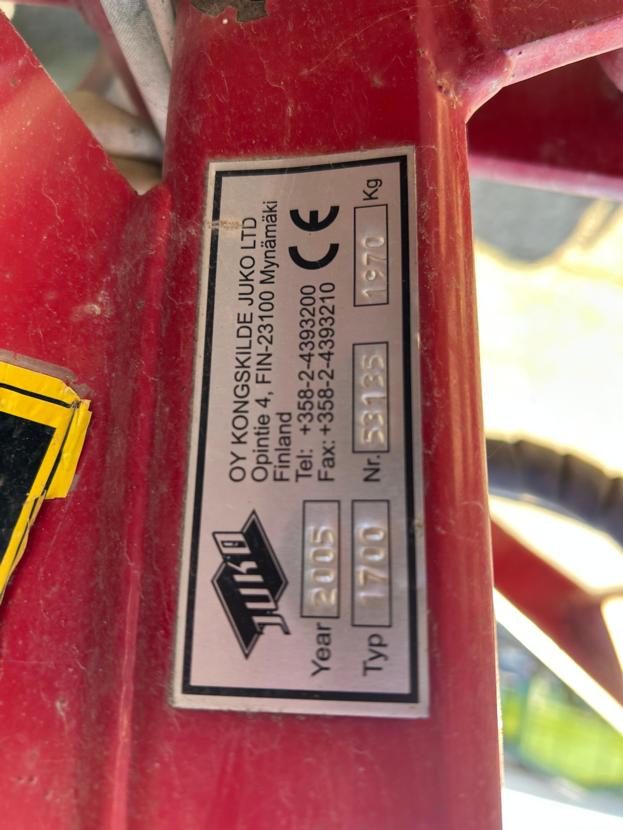 JUKO
OY KONGSKILDE JUKO LTD
Opintie 4, FIN-23100 Mynämäki
Finland
Tel: +358-2-4393200
Fax: +358-2-4393210
CE
Year 2005
Typ 1700 Nr. 53135 1970 Kg